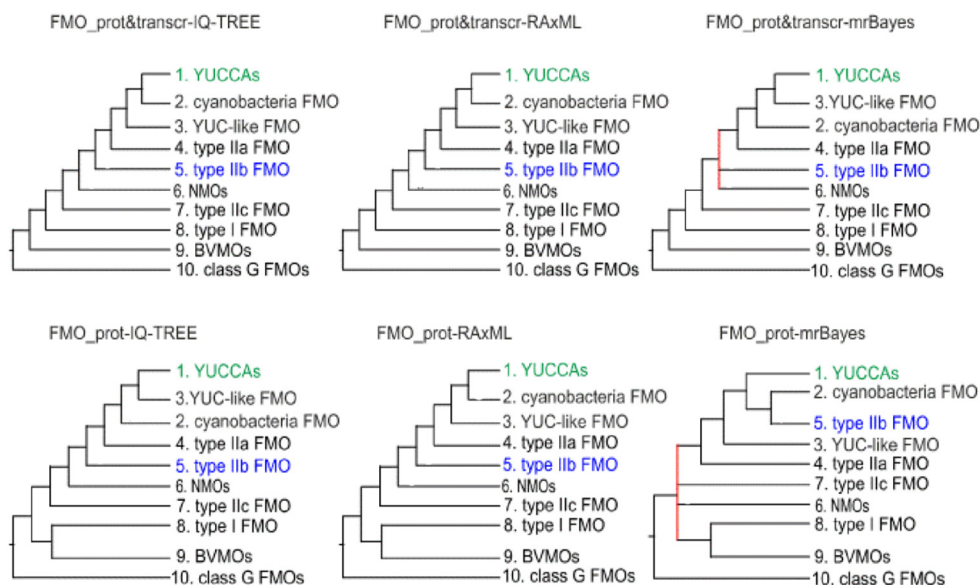 FMO_prot&transcr-IQ-TREE
1. YUCCAs
2. cyanobacteria FMO
3. YUC-like FMO
4. type IIa FMO
5. type IIb FMO
6. NMOs
7. type IIc FMO
8. type I FMO
9. BVMOs
10. class G FMOs
FMO_prot&transcr-RAxML
1. YUCCAs
2. cyanobacteria FMO
3. YUC-like FMO
4. type IIa FMO
5. type IIb FMO
6. NMOs
7. type IIc FMO
8. type I FMO
9. BVMOs
10. class G FMOs
FMO_prot&transcr-mrBayes
1. YUCCAs
3.YUC-like FMO
2. cyanobacteria FMO
4. type IIa FMO
5. type IIb FMO
6. NMOs
7. type IIc FMO
8. type I FMO
9. BVMOs
10. class G FMOs
FMO_prot-IQ-TREE
1. YUCCAs
3.YUC-like FMO
2. cyanobacteria FMO
4. type IIa FMO
5. type IIb FMO
6. NMOs
7. type IIc FMO
8. type I FMO
9. BVMOs
10. class G FMOs
FMO_prot-RAxML
1. YUCCAs
2. cyanobacteria FMO
3. YUC-like FMO
4. type IIa FMO
5. type IIb FMO
6. NMOs
7. type IIc FMO
8. type I FMO
9. BVMOs
10. class G FMOs
FMO_prot-mrBayes
1. YUCCAs
2. cyanobacteria FMO
5. type IIb FMO
3. YUC-like FMO
4. type IIa FMO
7. type IIc FMO
6. NMOs
8. type I FMO
9. BVMOs
10. class G FMOs